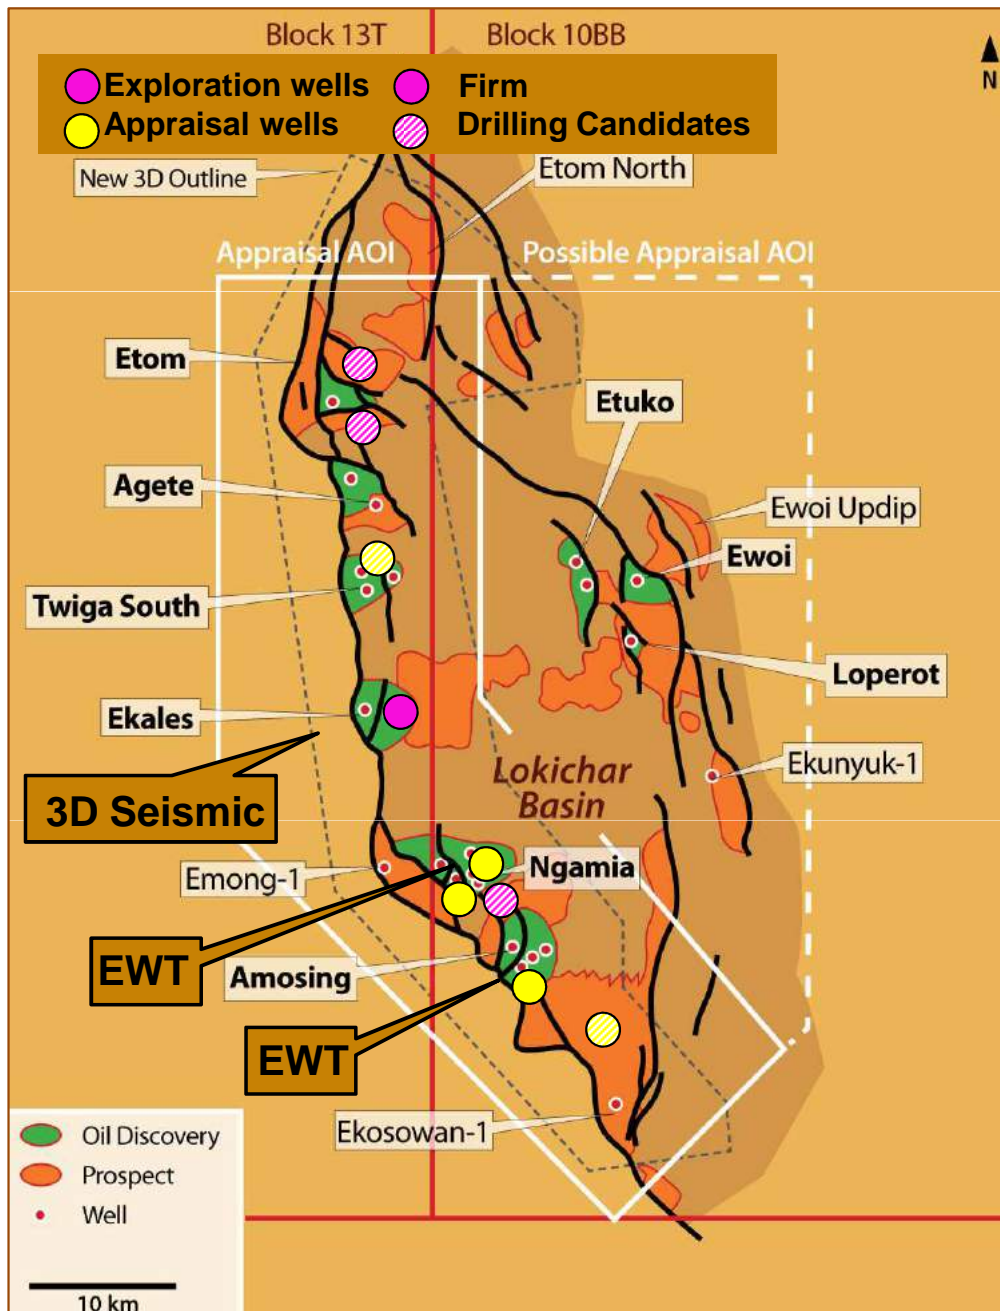 Block 13T
Block 10BB
N
Exploration wells
Firm
Appraisal wells
Drilling Candidates
New 3D Outline
Etom North
Appraisal AOI
Possible Appraisal AOI
Etom
Etuko
Agete
Ewoi Updip
Ewoi
Twiga South
Loperot
Ekales
Ekunyuk-1
Lokichar
Basin
3D Seismic
Emong-1
Ngamia
EWT
Amosing
EWT
Ekosowan-1
Oil Discovery
Prospect
Well
10 km